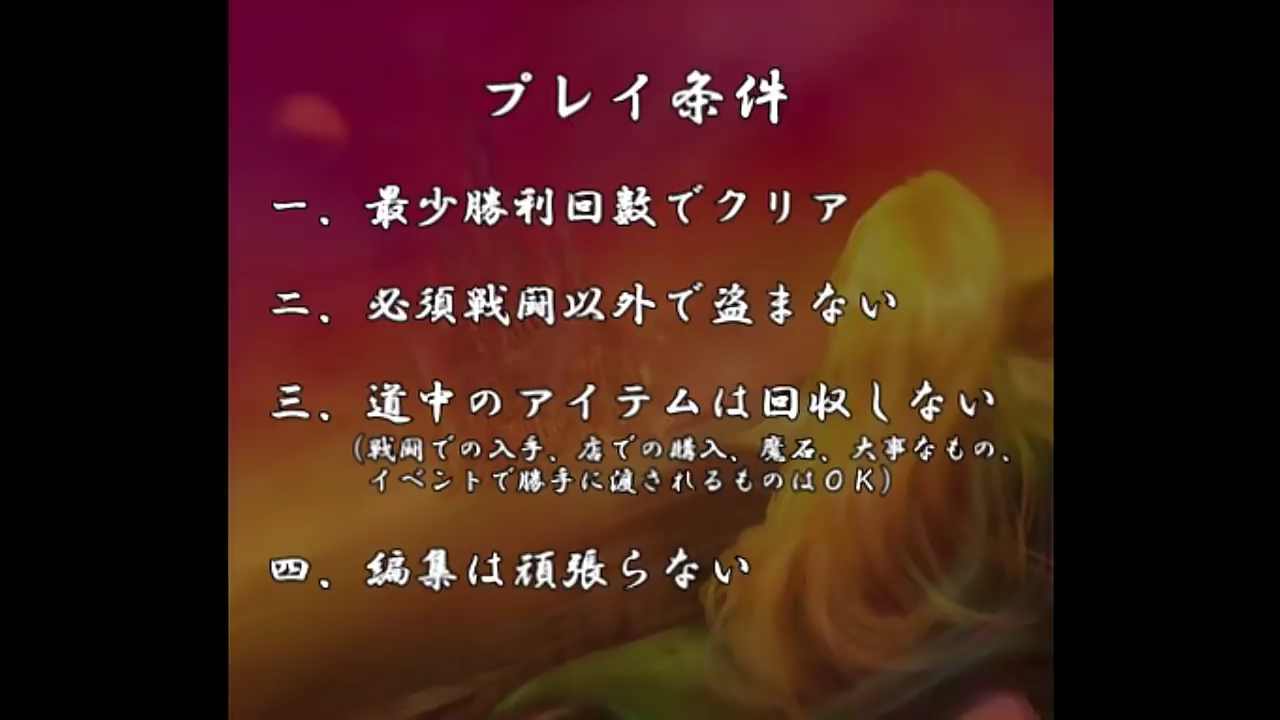 プレイ条件
一．最少勝利回数でクリア
二．必須戦闘以外で盗まない
三．道中のアイテムは回収しない
（戦闘での入手、店での購入、魔石、大事なもの、
イベントで勝手に渡されるものはＯＫ）
四．編集は頑張らない